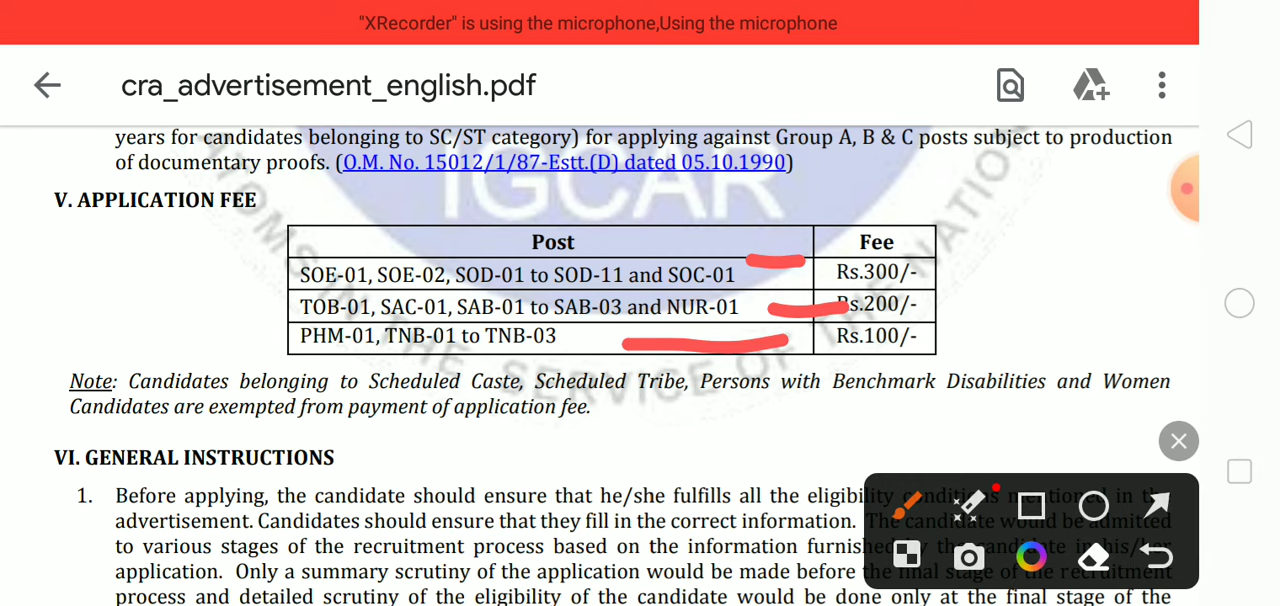 "XRecorder" is using the microphone,Using the microphone
cra_advertisement_english.pdf
years for candidates belonging to SC/ST category) for applying against Group A, B & C posts subject to production
of documentary proofs. (O.M. No. 15012/1/87-Estt.(D) dated 05.10.1990)
IGCAR
ATOMS IN THE SERVICE OF THE NATION
V. APPLICATION FEE
Post Fee
SOE-01, SOE-02, SOD-01 to SOD-11 and SOC-01 Rs.300/-
TOB-01, SAC-01, SAB-01 to SAB-03 and NUR-01 Rs.200/-
PHM-01, TNB-01 to TNB-03 Rs.100/-
Note: Candidates belonging to Scheduled Caste, Scheduled Tribe, Persons with Benchmark Disabilities and Women
Candidates are exempted from payment of application fee.
VI. GENERAL INSTRUCTIONS
1. Before applying, the candidate should ensure that he/she fulfills all the eligibility conditions mentioned in the
advertisement. Candidates should ensure that they fill in the correct information. The candidate would be admitted
to various stages of the recruitment process based on the information furnished by the candidate in his/her
application. Only a summary scrutiny of the application would be made before the final stage of the recruitment
process and detailed scrutiny of the eligibility of the candidate would be done only at the final stage of the